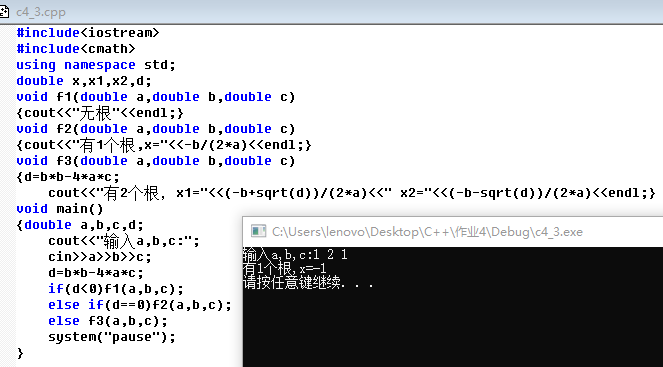 c4_3.cpp
#include<iostream>
#include<cmath>
using namespace std;
double x,x1,x2,d;
void f1(double a,double b,double c)
{cout<<"无根"<<endl;}
void f2(double a,double b,double c)
{cout<<"有1个根,x="<<-b/(2*a)<<endl;}
void f3(double a,double b,double c)
{d=b*b-4*a*c;
    cout<<"有2个根，x1="<<(-b+sqrt(d))/(2*a)<<" x2="<<(-b-sqrt(d))/(2*a)<<endl;}
void main()
{double a,b,c,d;
    cout<<"输入a,b,c:";
    cin>>a>>b>>c;
    d=b*b-4*a*c;
    if(d<0)f1(a,b,c);
    else if(d==0)f2(a,b,c);
    else f3(a,b,c);
    system("pause");
}
C:\Users\lenovo\Desktop\C++\作业4\Debug\c4_3.exe
输入a,b,c:1 2 1
有1个根,x=-1
请按任意键继续. . .